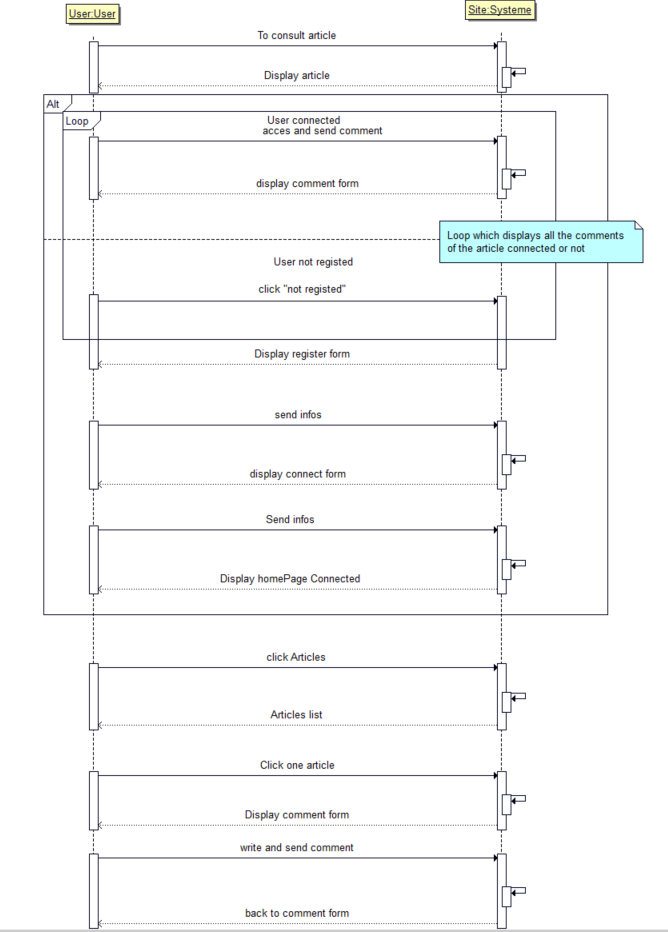 User:User
Site:Systeme
To consult article
Display article
Alt
Loop
User connected
acces and send comment
display comment form
Loop which displays all the comments
of the article connected or not
User not registed
click "not registed"
Display register form
send infos
display connect form
Send infos
Display homePage Connected
click Articles
Articles list
Click one article
Display comment form
write and send comment
back to comment form